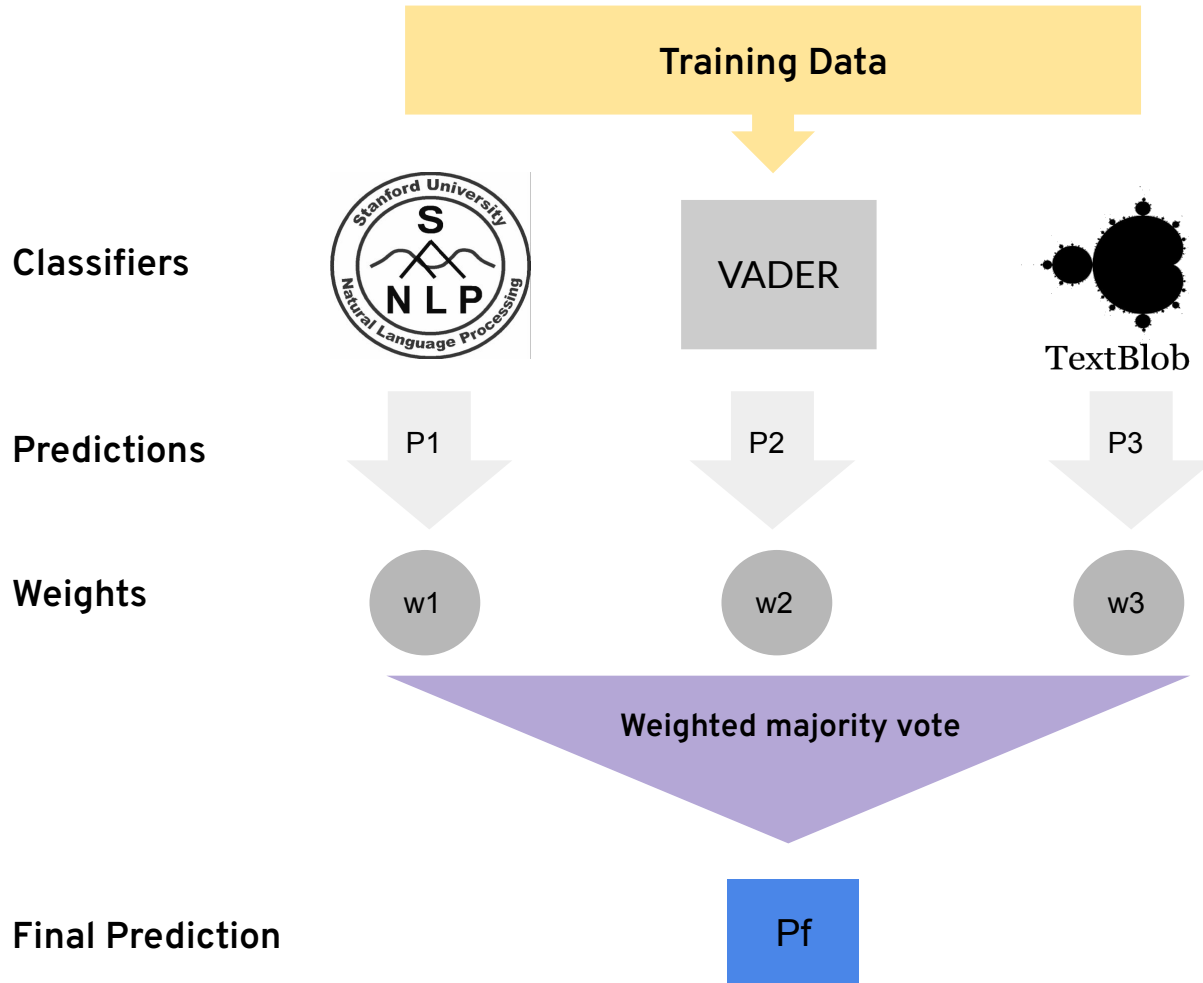 Training Data
Classifiers
Stanford University
S
NLP
Natural Language Processing
VADER
TextBlob
Predictions
P1
P2
P3
Weights
w1
w2
w3
Weighted majority vote
Final Prediction
Pf